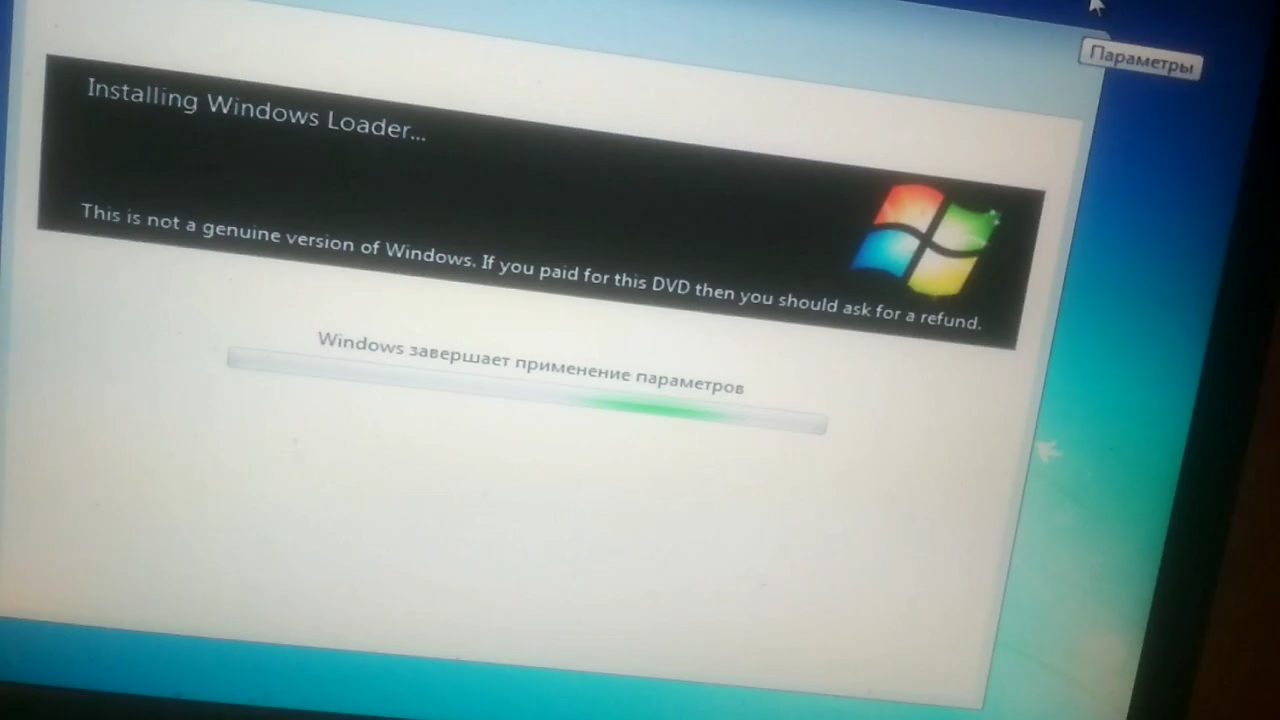 Параметры
Installing Windows Loader...
This is not a genuine version of Windows. If you paid for this DVD then you should ask for a refund.
Windows завершает применение параметров